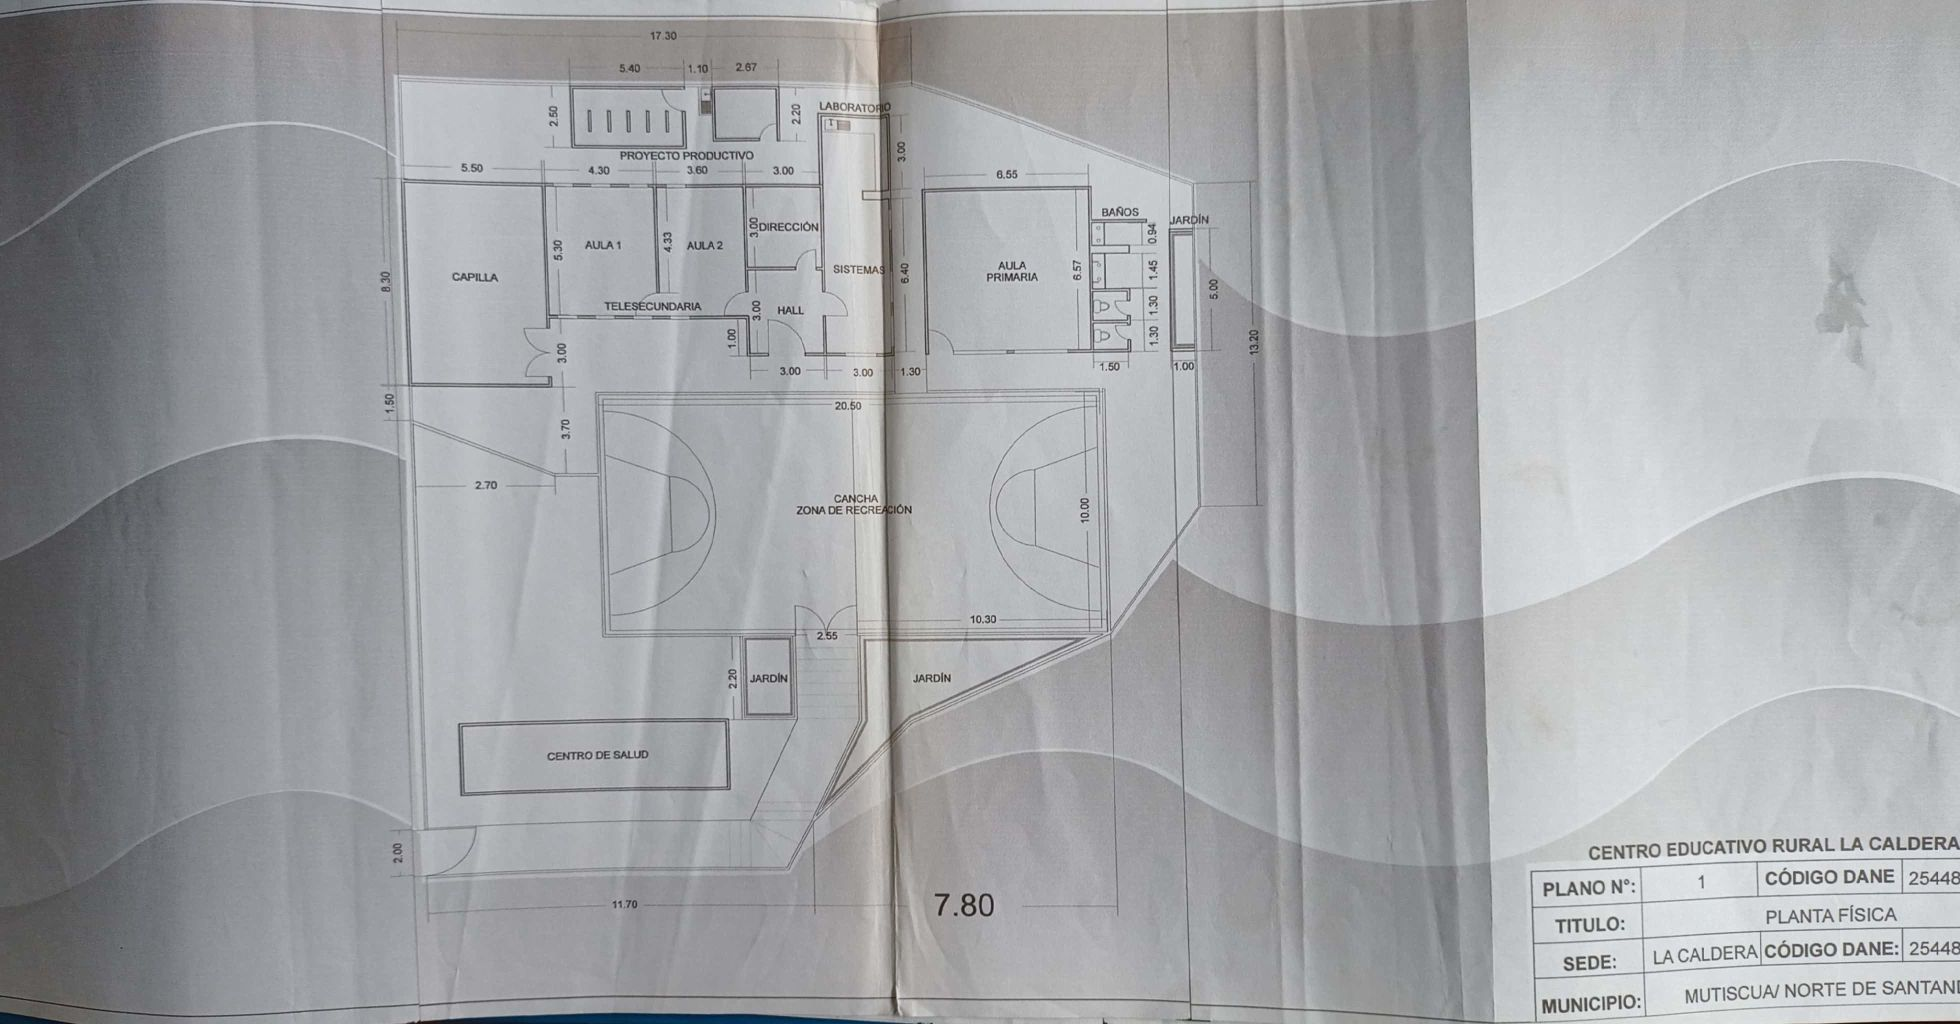 17.30
5.40
1.10
2.67
2.50
2.20
LABORATORIO
PROYECTO PRODUCTIVO
5.50
4.30
3.60
3.00
3.00
6.55
BAÑOS
JARDÍN
0.94
8.30
CAPILLA
5.30
AULA 1
4.33
AULA 2
3.00
DIRECCIÓN
SISTEMAS
6.40
AULA
PRIMARIA
6.57
1.45
1.30
1.30
5.00
13.20
TELESECUNDARIA
3.00
HALL
1.00
3.00
3.00
3.00
1.30
1.50
1.00
1.50
3.70
20.50
2.70
CANCHA
ZONA DE RECREACIÓN
10.00
10.30
2.55
2.20
JARDÍN
JARDÍN
CENTRO DE SALUD
2.00
11.70
7.80
CENTRO EDUCATIVO RURAL LA CALDERA
PLANO N°: 1 CÓDIGO DANE 25448
TITULO: PLANTA FÍSICA
SEDE: LA CALDERA CÓDIGO DANE: 25448
MUNICIPIO: MUTISCUA/ NORTE DE SANTAND